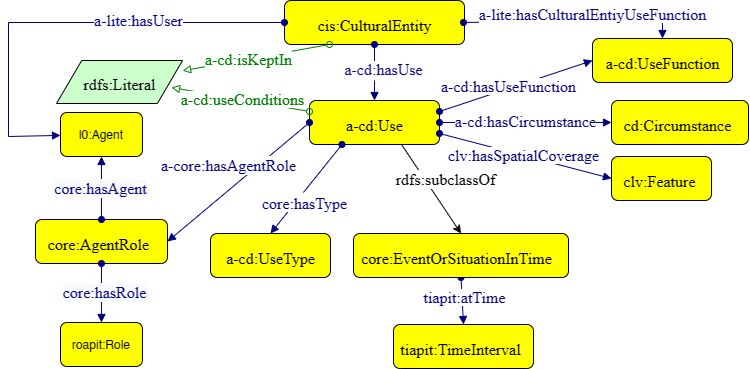 a-lite:hasUser
cis:CulturalEntity
a-lite:hasCulturalEntiyUseFunction
a-cd:isKeptIn
a-cd:hasUse
a-cd:UseFunction
rdfs:Literal
a-cd:hasUseFunction
a-cd:useConditions
l0:Agent
a-cd:Use
a-cd:hasCircumstance
cd:Circumstance
clv:hasSpatialCoverage
a-core:hasAgentRole
core:hasAgent
rdfs:subclassOf
clv:Feature
core:hasType
core:AgentRole
a-cd:UseType
core:EventOrSituationInTime
core:hasRole
tiapit:atTime
roapit:Role
tiapit:TimeInterval